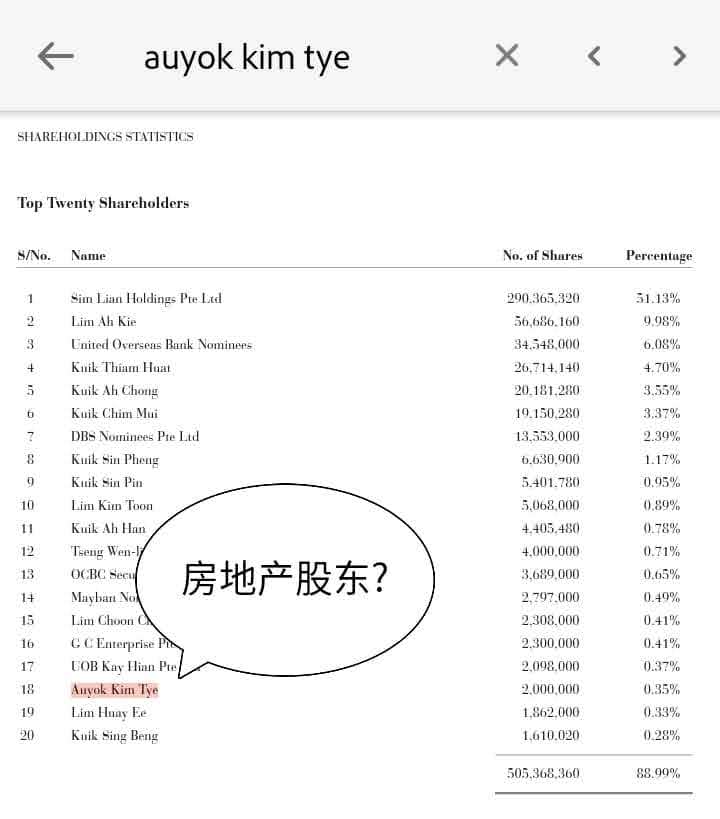 auyok kim tye
SHAREHOLDINGS STATISTICS
Top Twenty Shareholders
S/No. Name No. of Shares Percentage
1 Sim Lian Holdings Pte Ltd 290,365,320 51.13%
2 Lim Ah Kie 56,686,160 9.98%
3 United Overseas Bank Nominees 34,548,000 6.08%
4 Kuik Thiam Huat 26,714,140 4.70%
5 Kuik Ah Chong 20,181,280 3.55%
6 Kuik Chim Mui 19,150,280 3.37%
7 DBS Nominees Pte Ltd 13,553,000 2.39%
8 Kuik Sin Pheng 6,630,900 1.17%
9 Kuik Sin Pin 5,401,780 0.95%
10 Lim Kim Toon 5,068,000 0.89%
11 Kuik Ah Han 4,405,480 0.78%
12 Tseng 4,000,000 0.71%
13 OCBC 3,689,000 0.65%
14 Mayban 2,797,000 0.49%
15 Lim Choon 2,308,000 0.41%
16 G C Enterprise 2,300,000 0.41%
17 UOB Kay Hian Pte 2,098,000 0.37%
18 Auyok Kim Tye 2,000,000 0.35%
19 Lim Huay Ee 1,862,000 0.33%
20 Kuik Sing Beng 1,610,020 0.28%
505,368,360 88.99%
房地产股东?